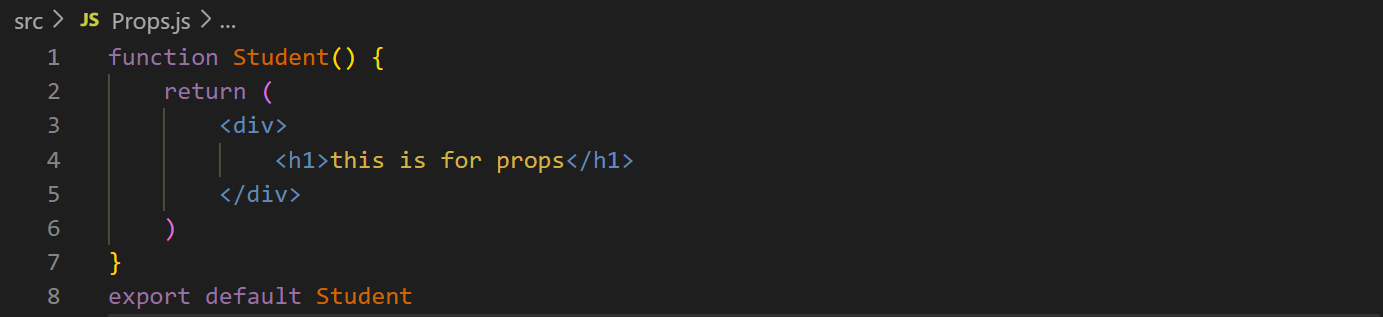 src > JS Props.js > ...
1 function Student() {
2     return (
3         <div>
4             <h1>this is for props</h1>
5         </div>
6     )
7 }
8 export default Student